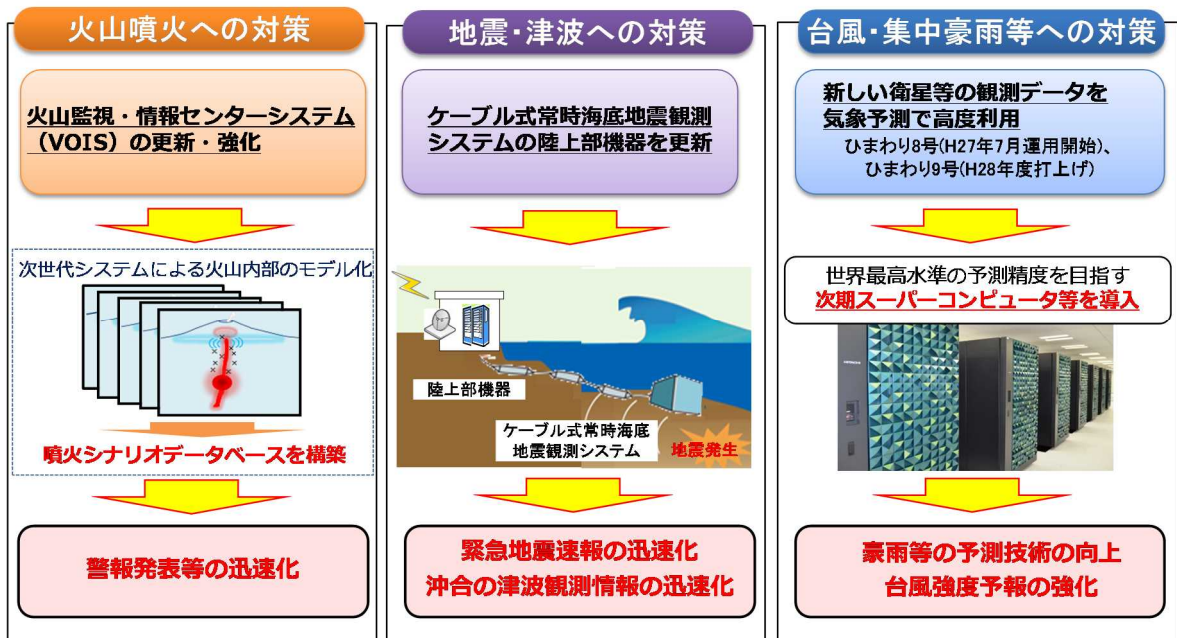 火山噴火への対策
火山監視・情報センターシステム
（VOIS）の更新・強化
次世代システムによる火山内部のモデル化
噴火シナリオデータベースを構築
警報発表等の迅速化
地震・津波への対策
ケーブル式常時海底地震観測
システムの陸上部機器を更新
陸上部機器
ケーブル式常時海底
地震観測システム
地震発生
緊急地震速報の迅速化
沖合の津波観測情報の迅速化
台風・集中豪雨等への対策
新しい衛星等の観測データを
気象予測で高度利用
ひまわり8号(H27年7月運用開始)、
ひまわり9号(H28年度打上げ)
世界最高水準の予測精度を目指す
次期スーパーコンピュータ等を導入
豪雨等の予測技術の向上
台風強度予報の強化